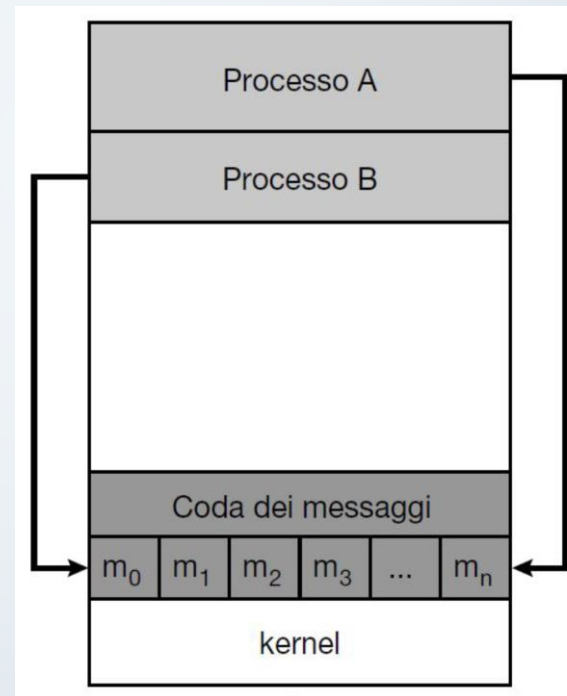 Processo A
Processo B
Coda dei messaggi
m₀ m₁ m₂ m₃ ... mₙ
kernel